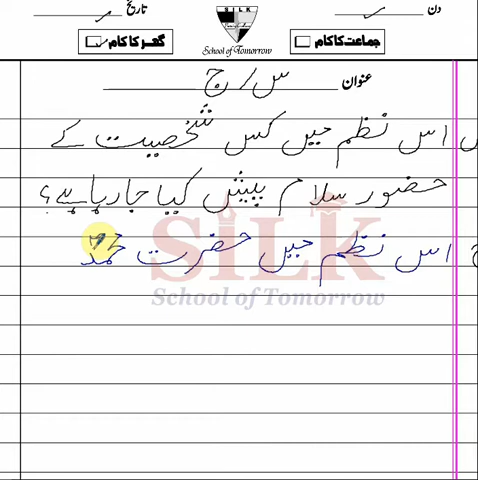 دن
تاریخ
SILK
School of Tomorrow
جماعت کا کام
گھر کا کام
عنوان س/ج
س اس نظم میں کس شخصیت کے
حضور سلام پیش کیا جا رہا ہے؟
ج اس نظم میں حضرت محمدؐ
SILK
School of Tomorrow